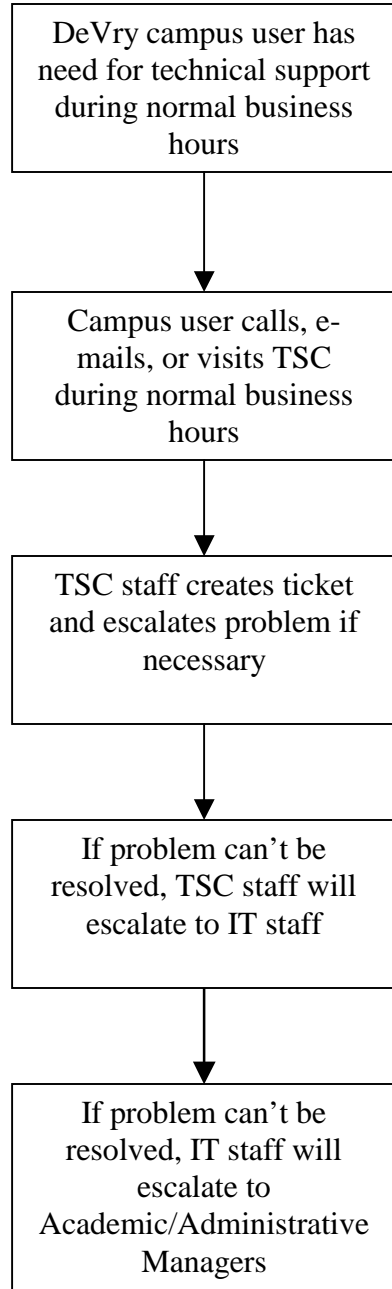 DeVry campus user has
need for technical support
during normal business
hours
Campus user calls, e-
mails, or visits TSC
during normal business
hours
TSC staff creates ticket
and escalates problem if
necessary
If problem can’t be
resolved, TSC staff will
escalate to IT staff
If problem can’t be
resolved, IT staff will
escalate to
Academic/Administrative
Managers